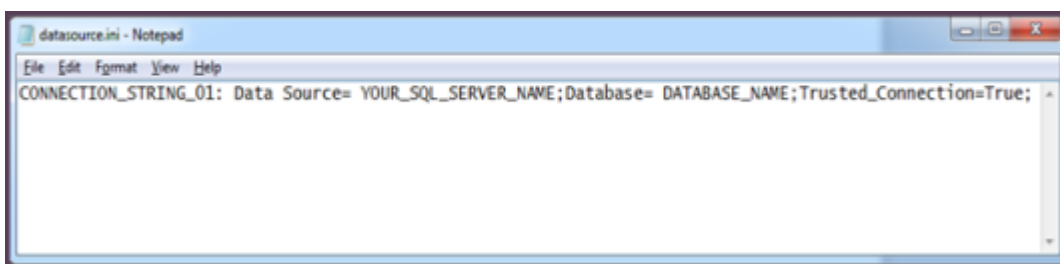 datasource.ini - Notepad
File Edit Format View Help
CONNECTION_STRING_01: Data Source= YOUR_SQL_SERVER_NAME;Database= DATABASE_NAME;Trusted_Connection=True;